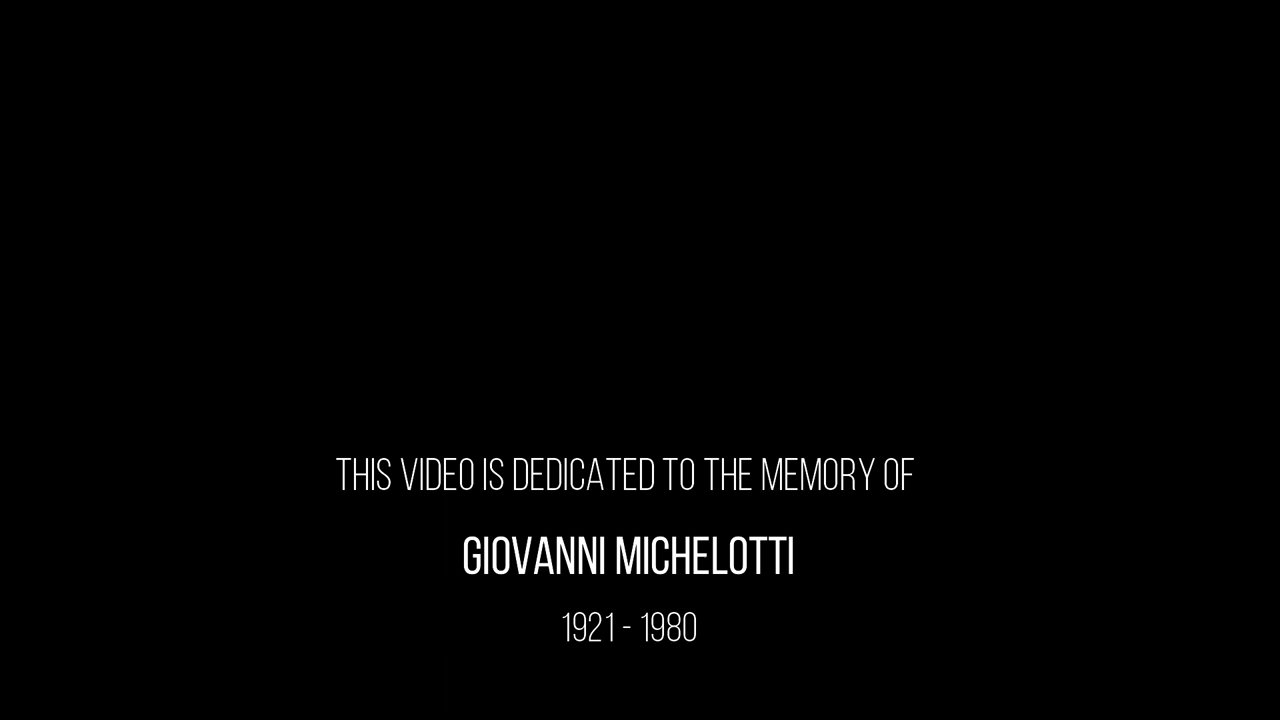 THIS VIDEO IS DEDICATED TO THE MEMORY OF
GIOVANNI MICHELOTTI
1921 - 1980